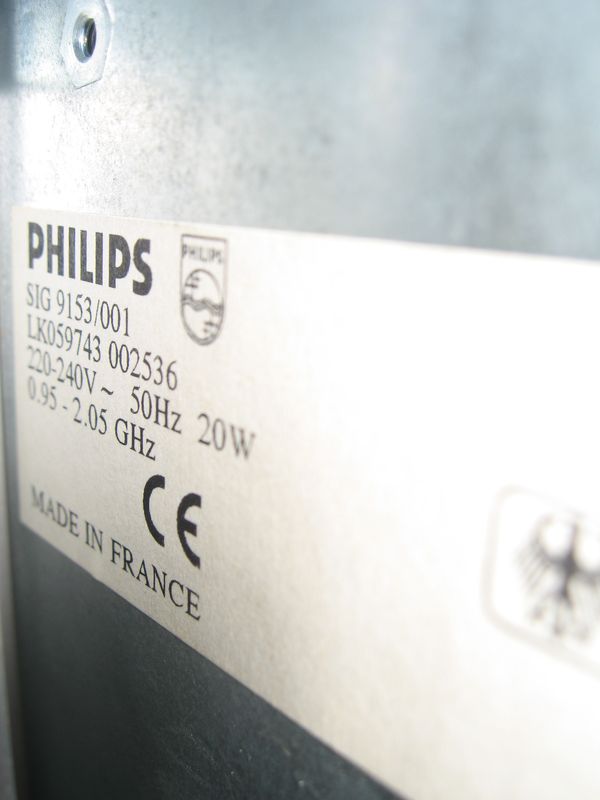 PHILIPS
PHILIPS
SIG 9153/001
LK059743 002536
220-240V ~ 50Hz 20W
0.95 - 2.05 GHz
CE
MADE IN FRANCE